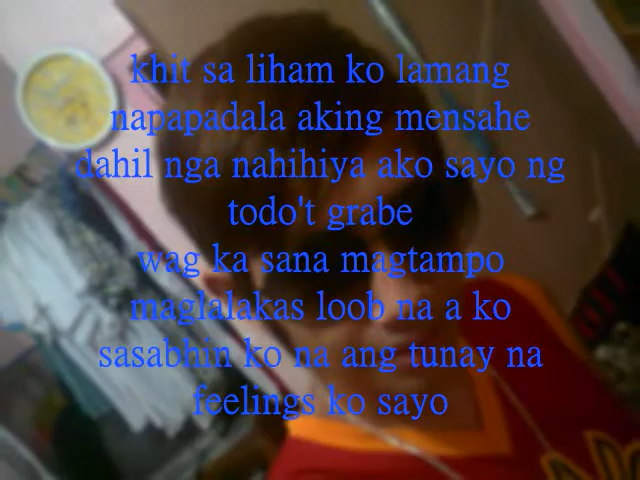 khit sa liham ko lamang
napapadala aking mensahe
dahil nga nahihiya ako sayo ng
todo't grabe
wag ka sana magtampo
maglalakas loob na a ko
sasabhin ko na ang tunay na
feelings ko sayo